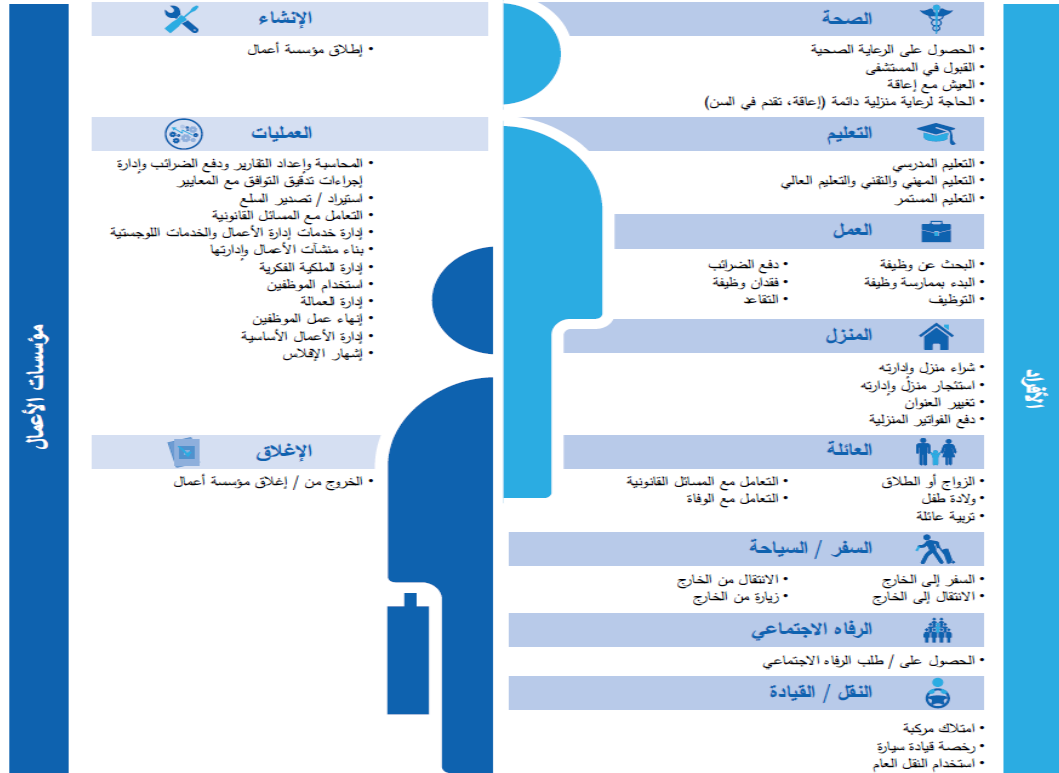 الأفراد
الصحة
• الحصول على الرعاية الصحية
• القبول في المستشفى
• العيش مع إعاقة
• الحاجة لرعاية منزلية دائمة (إعاقة، تقدم في السن)
التعليم
• التعليم المدرسي
• التعليم المهني والتقني والتعليم العالي
• التعليم المستمر
العمل
• البحث عن وظيفة
• البدء بممارسة وظيفة
• التوظيف
• دفع الضرائب
• فقدان وظيفة
• التقاعد
المنزل
• شراء منزل وإدارته
• استئجار منزل وإدارته
• تغيير العنوان
• دفع الفواتير المنزلية
العائلة
• الزواج أو الطلاق
• ولادة طفل
• تربية عائلة
• التعامل مع المسائل القانونية
• التعامل مع الوفاة
السفر / السياحة
• السفر إلى الخارج
• الانتقال إلى الخارج
• الانتقال من الخارج
• زيارة من الخارج
الرفاه الاجتماعي
• الحصول على / طلب الرفاه الاجتماعي
النقل / القيادة
• امتلاك مركبة
• رخصة قيادة سيارة
• استخدام النقل العام
مؤسسات الأعمال
الإنشاء
• إطلاق مؤسسة أعمال
العمليات
• المحاسبة وإعداد التقارير ودفع الضرائب وإدارة
إجراءات تدقيق التوافق مع المعايير
• استيراد / تصدير السلع
• التعامل مع المسائل القانونية
• إدارة خدمات إدارة الأعمال والخدمات اللوجستية
• بناء منشآت الأعمال وإدارتها
• إدارة الملكية الفكرية
• استخدام الموظفين
• إدارة العمالة
• إنهاء عمل الموظفين
• إدارة الأعمال الأساسية
• إشهار الإفلاس
الإغلاق
• الخروج من / إغلاق مؤسسة أعمال